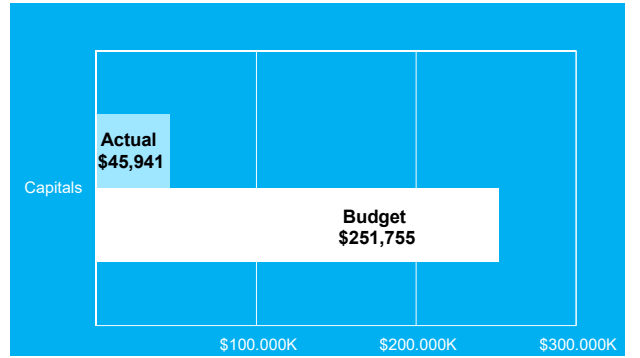 Actual
$45,941
Capitals
Budget
$251,755
$100.000K
$200.000K
$300.000K